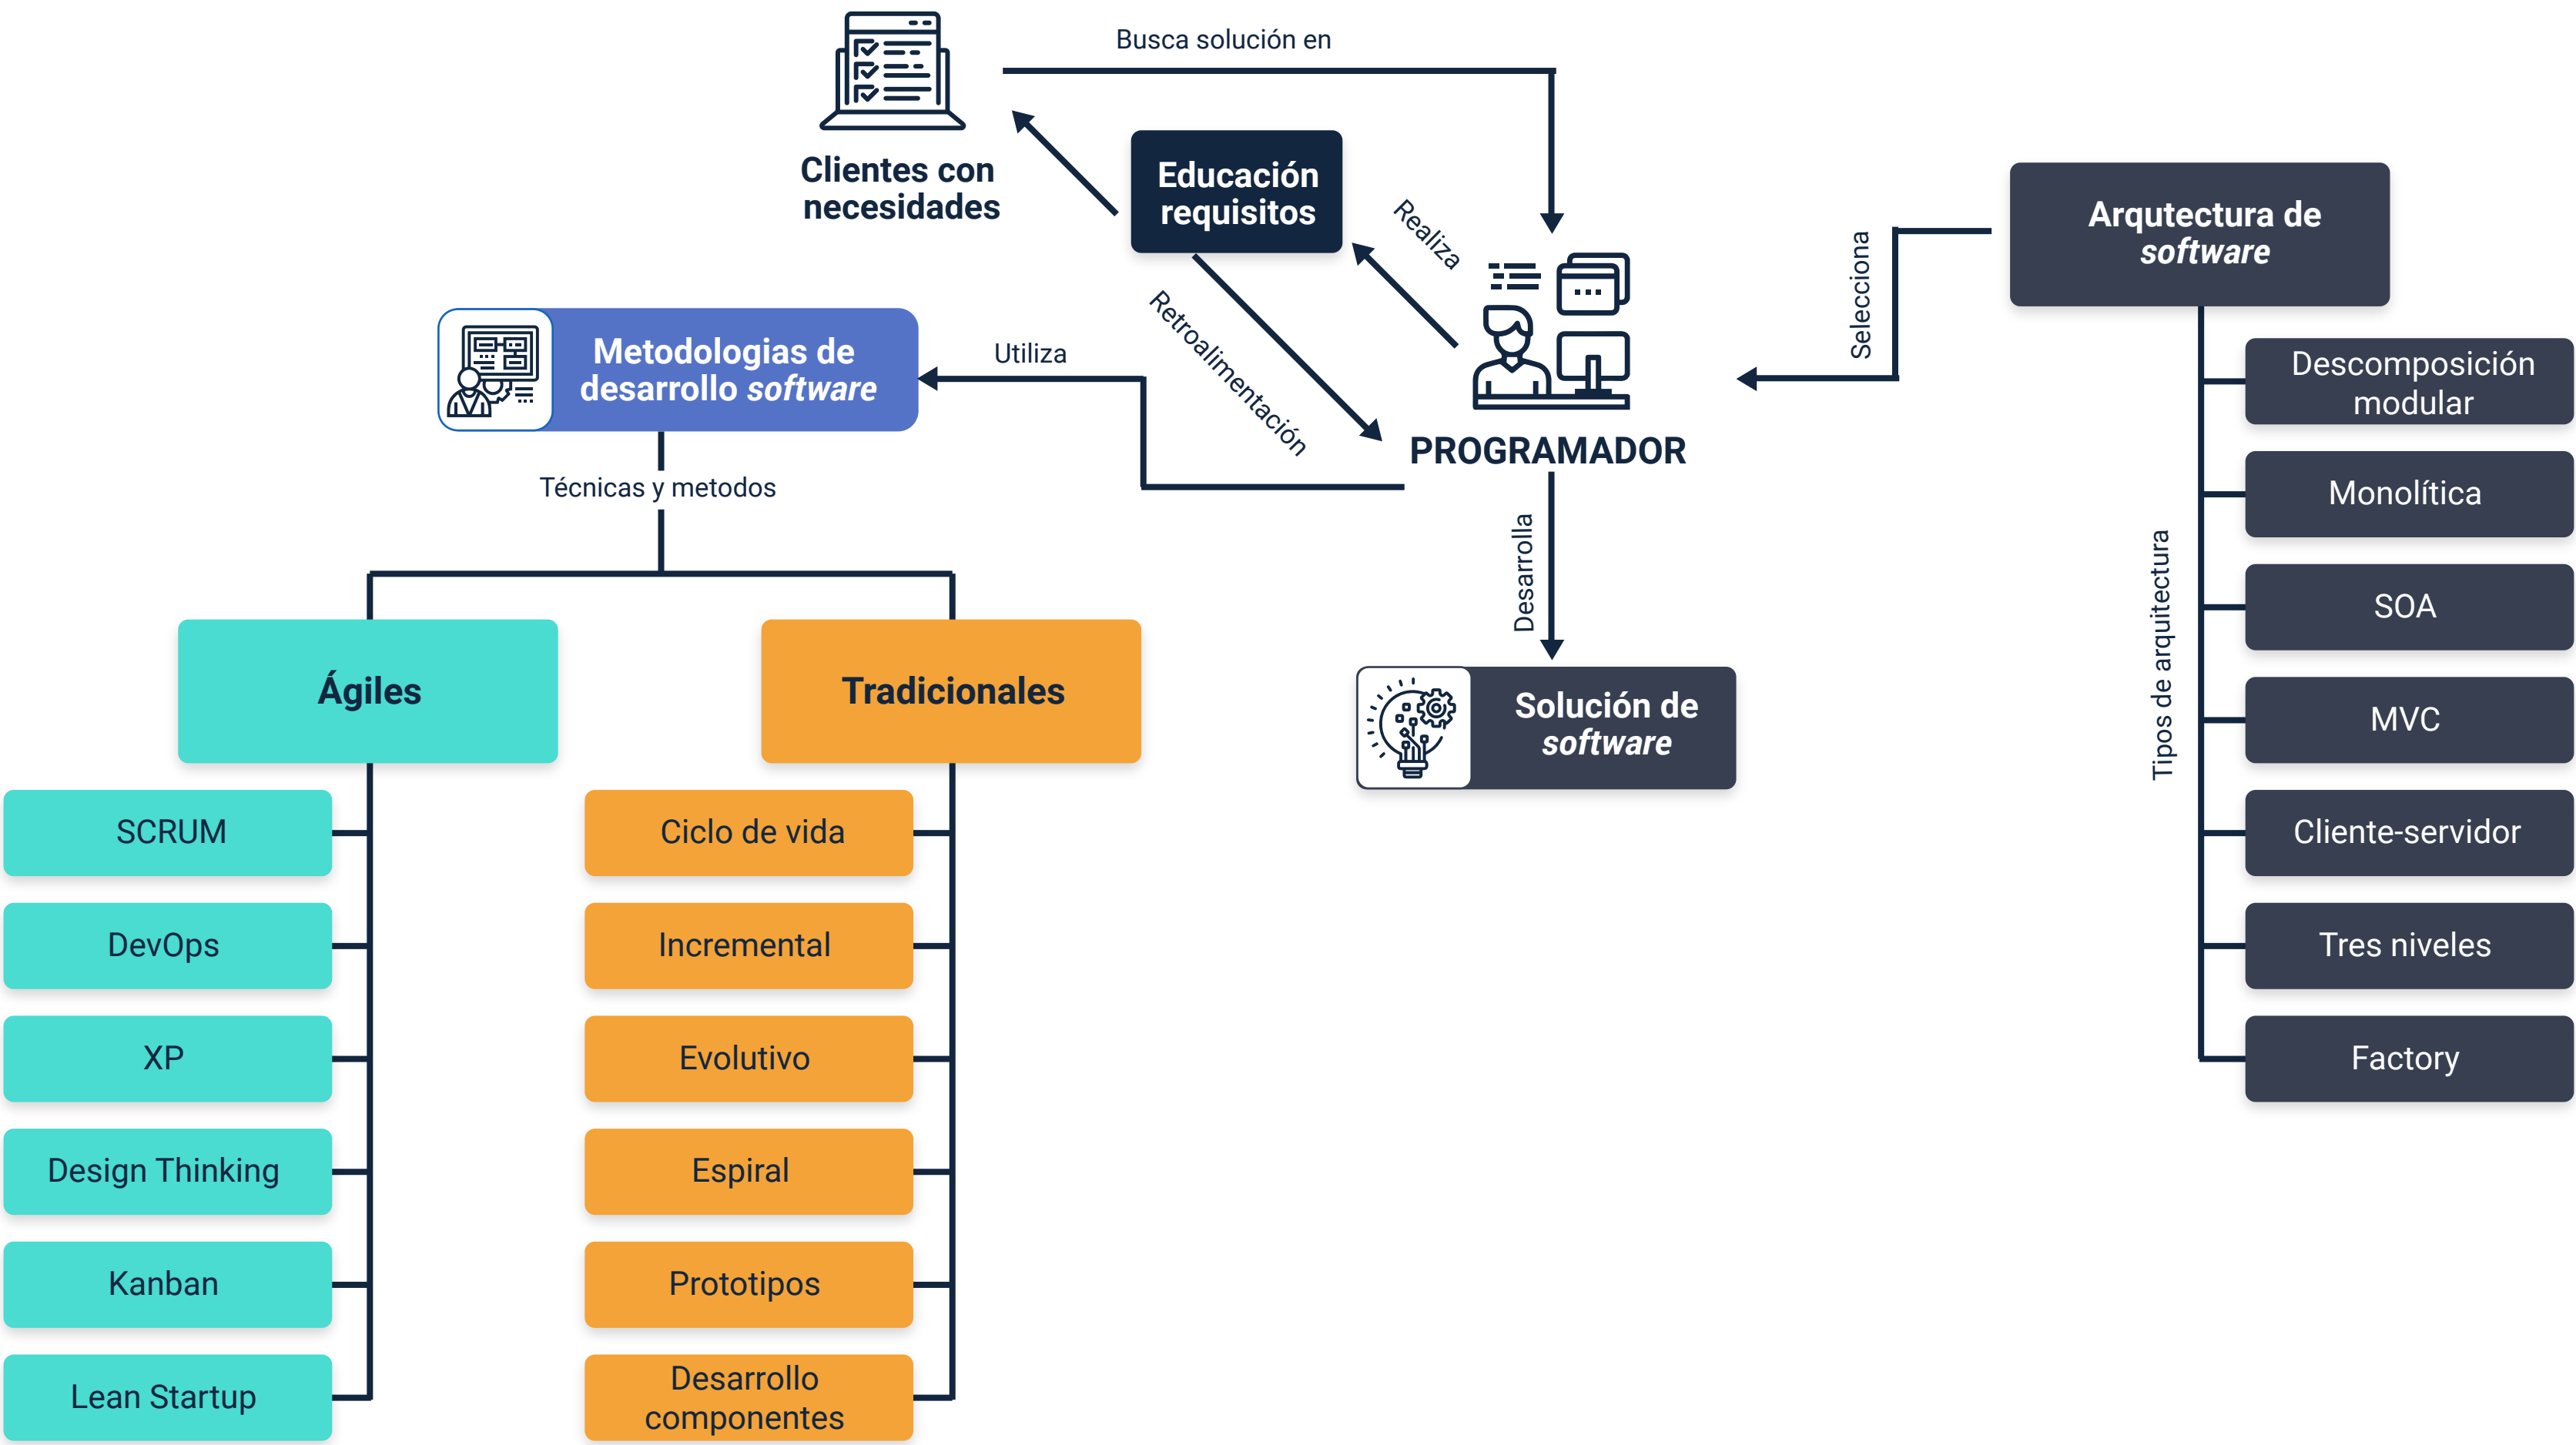 Busca solución en
Clientes con
necesidades
Educación
requisitos
Realiza
Retroalimentación
PROGRAMADOR
Selecciona
Arqutectura de
software
Utiliza
Metodologias de
desarrollo software
Técnicas y metodos
Desarrolla
Solución de
software
Ágiles
SCRUM
DevOps
XP
Design Thinking
Kanban
Lean Startup
Tradicionales
Ciclo de vida
Incremental
Evolutivo
Espiral
Prototipos
Desarrollo
componentes
Tipos de arquitectura
Descomposición
modular
Monolítica
SOA
MVC
Cliente-servidor
Tres niveles
Factory